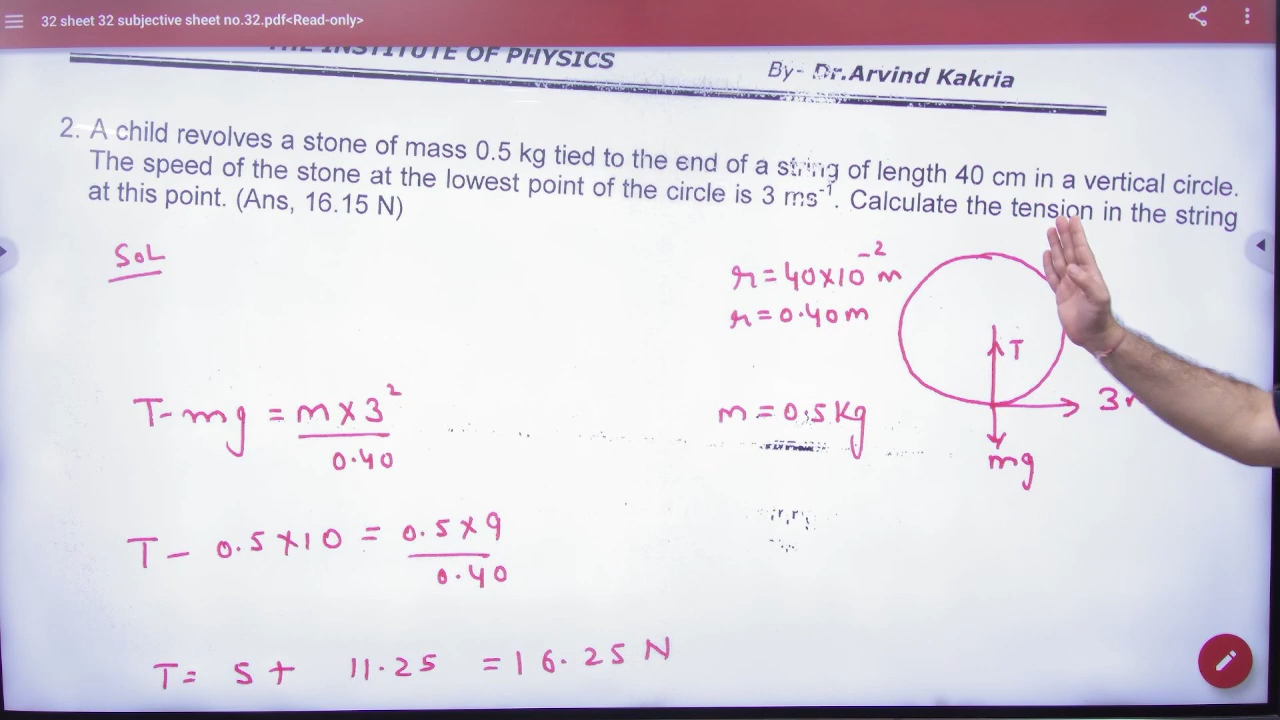 32 sheet 32 subjective sheet no.32.pdf<Read-only>
THE INSTITUTE OF PHYSICS
By- Dr.Arvind Kakria
2. A child revolves a stone of mass 0.5 kg tied to the end of a string of length 40 cm in a vertical circle.
The speed of the stone at the lowest point of the circle is 3 ms⁻¹. Calculate the tension in the string
at this point. (Ans, 16.15 N)
SOL
r = 40×10⁻² m
r = 0.40m
T
T - mg = m × 3² / 0.40
m = 0.5 Kg
3
mg
T - 0.5×10 = 0.5×9 / 0.40
T = 5 + 11.25 = 16.25 N